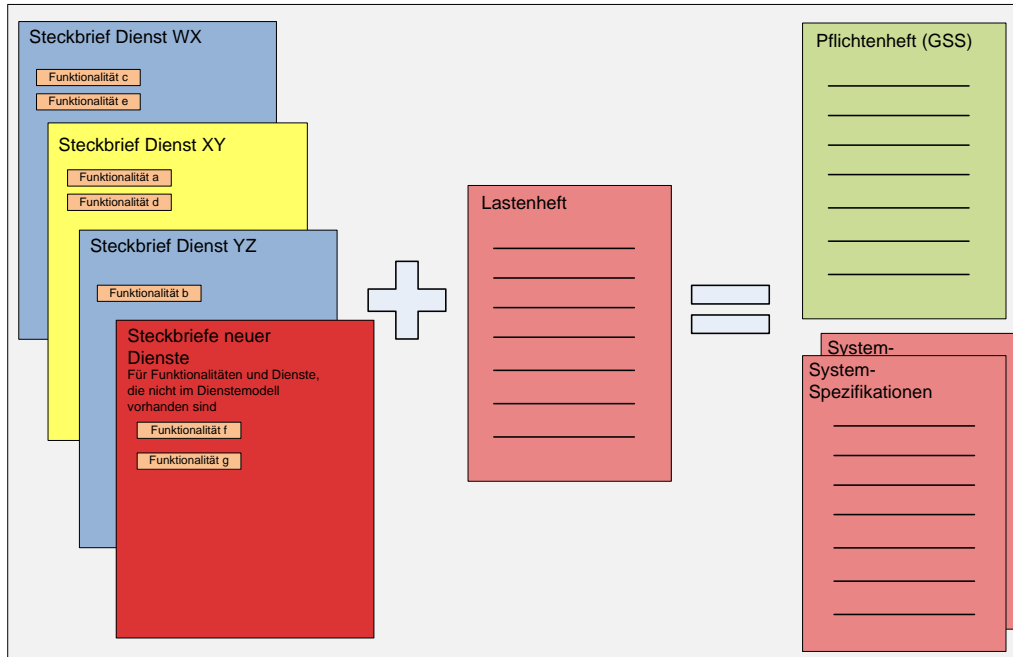 Steckbrief Dienst WX
Funktionalität c
Funktionalität e
Steckbrief Dienst XY
Funktionalität a
Funktionalität d
Steckbrief Dienst YZ
Funktionalität b
Steckbriefe neuer
Dienste
Für Funktionalitäten und Dienste,
die nicht im Dienstemodell
vorhanden sind
Funktionalität f
Funktionalität g
Lastenheft
Pflichtenheft (GSS)
System-
System-
Spezifikationen